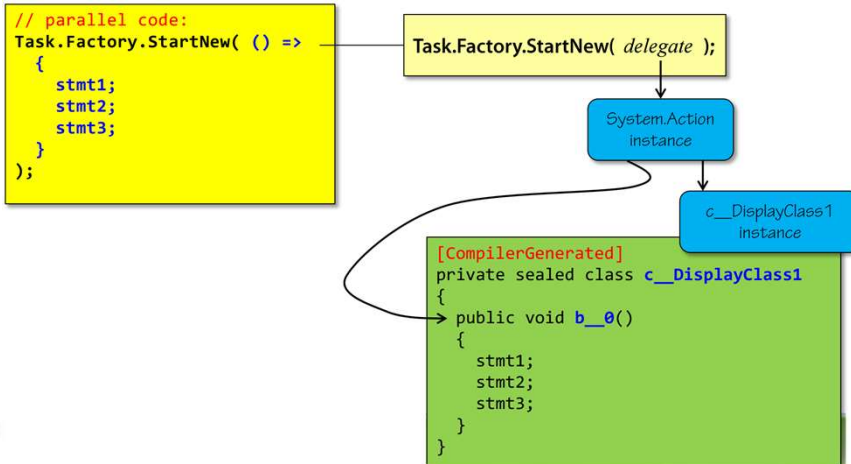 // parallel code:
Task.Factory.StartNew( () =>
{
stmt1;
stmt2;
stmt3;
}
);
Task.Factory.StartNew( delegate );
System.Action
instance
c__DisplayClass1
instance
[CompilerGenerated]
private sealed class c__DisplayClass1
{
public void b__0()
{
stmt1;
stmt2;
stmt3;
}
}